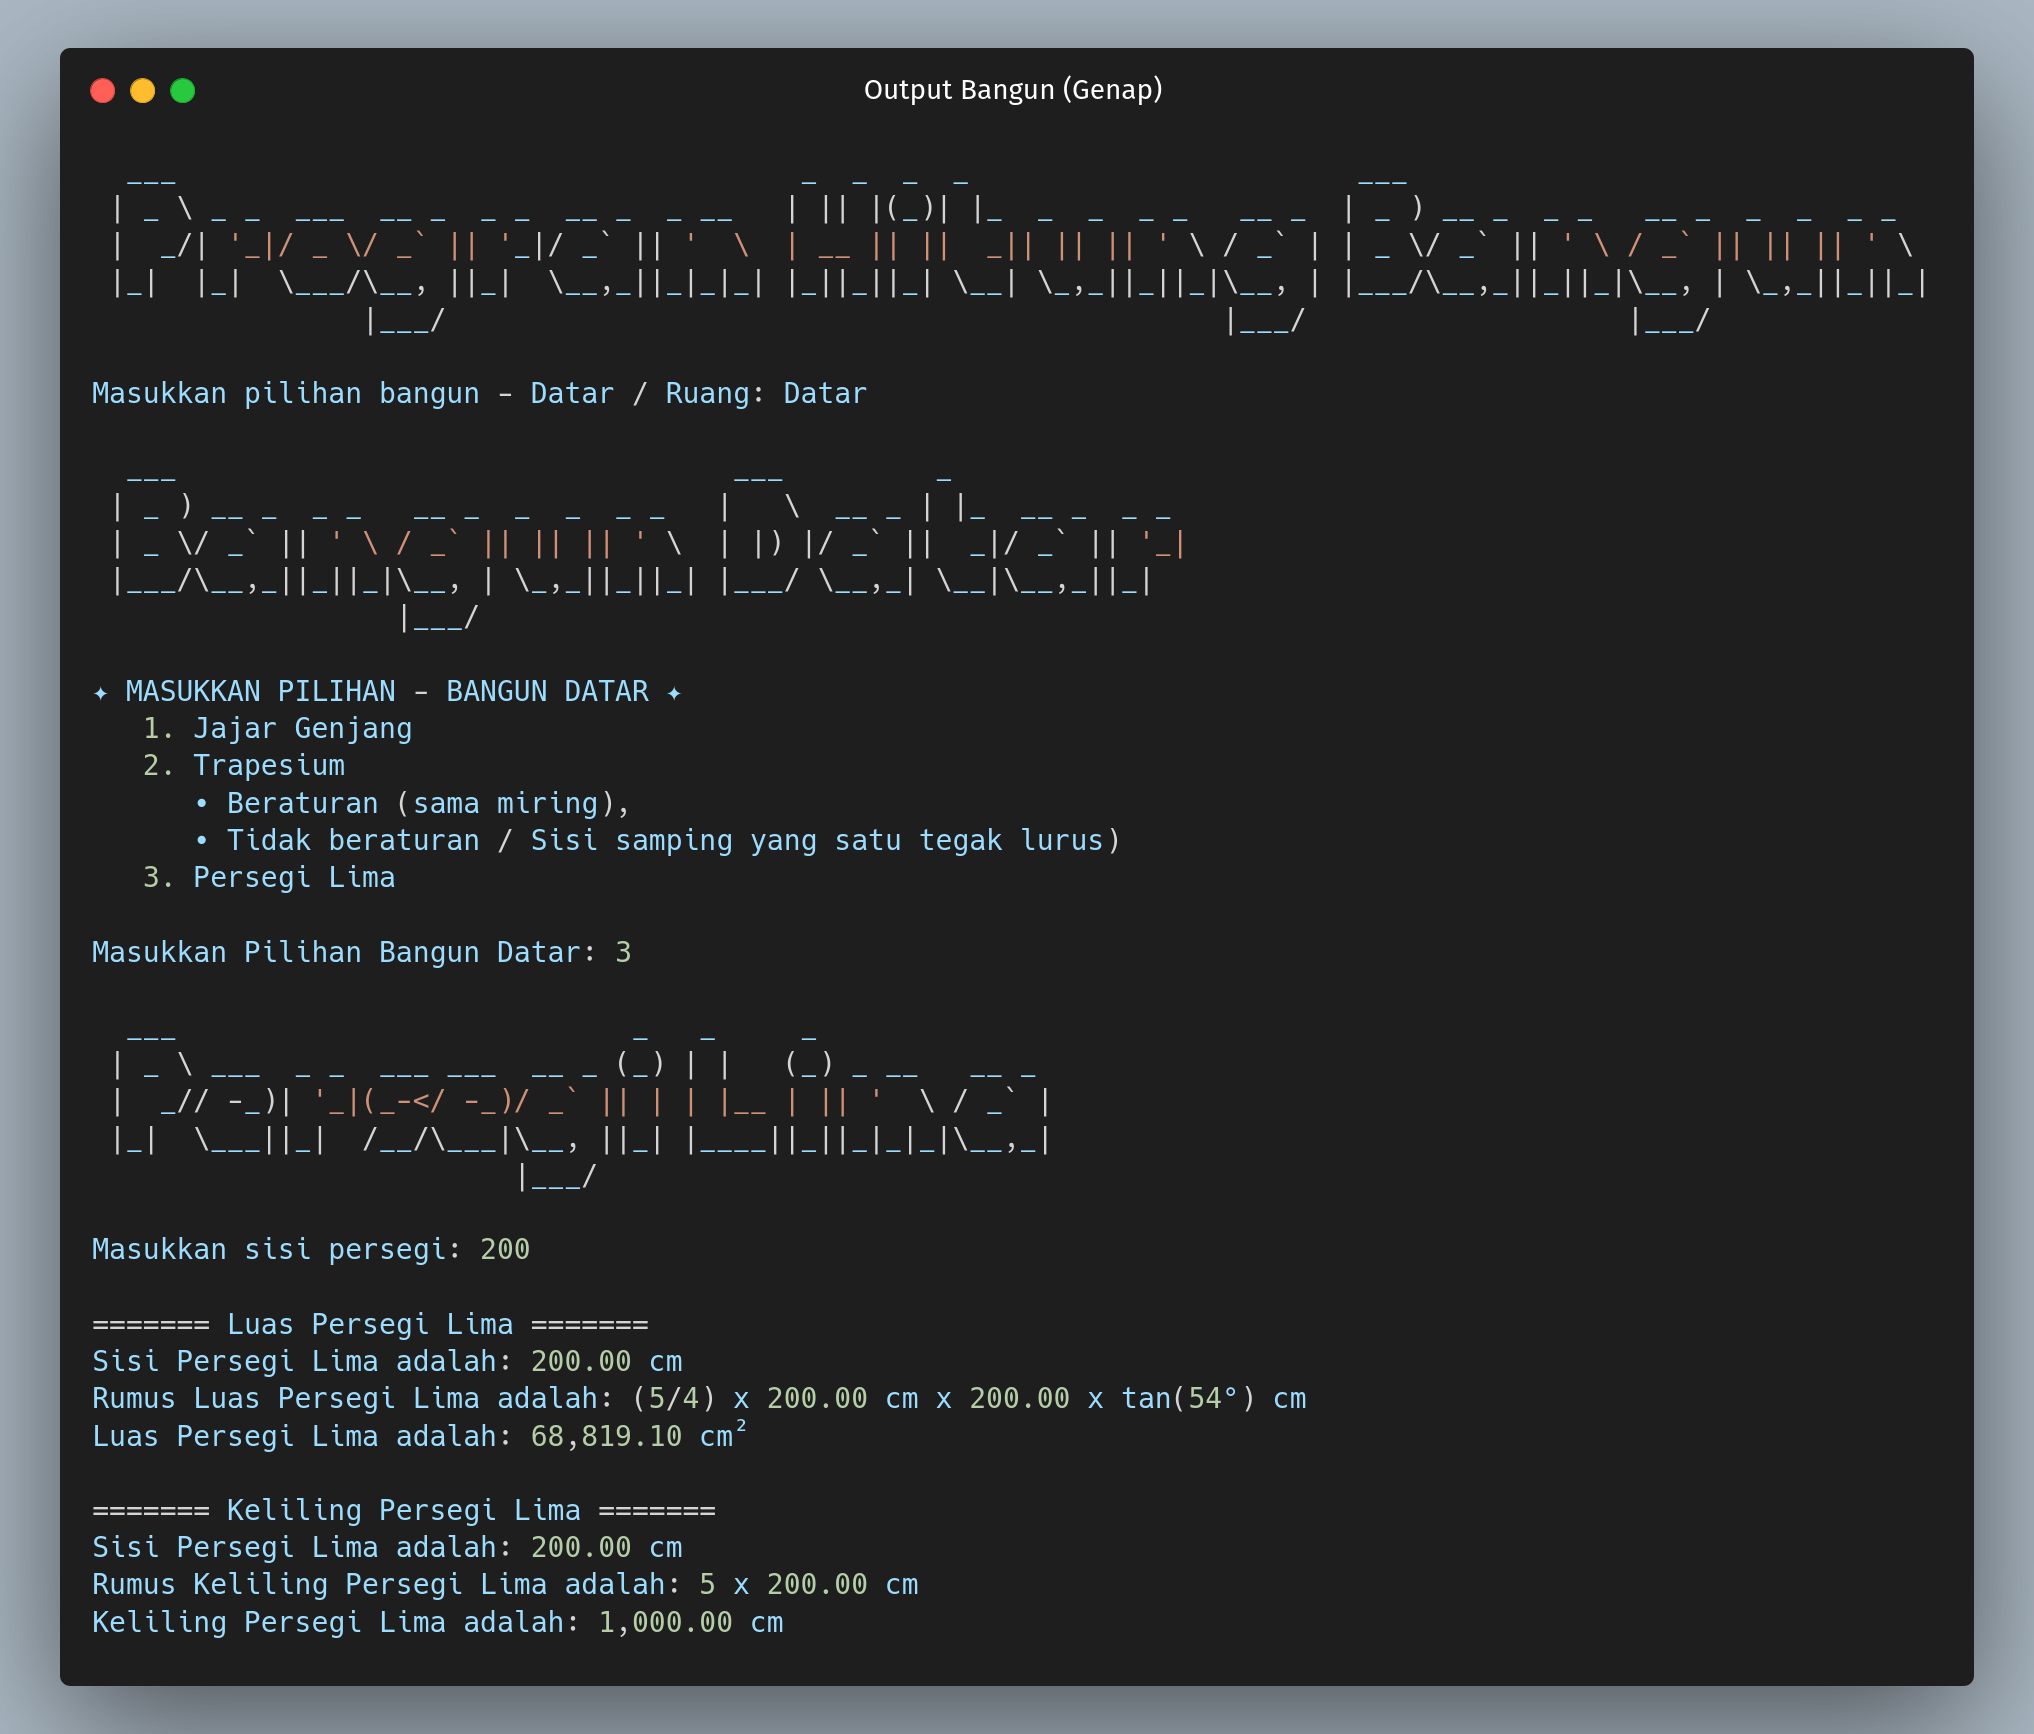 Output Bangun (Genap)
Program Hitung Bangun
Masukkan pilihan bangun - Datar / Ruang: Datar
Bangun Datar
✦ MASUKKAN PILIHAN - BANGUN DATAR ✦
1. Jajar Genjang
2. Trapesium
• Beraturan (sama miring),
• Tidak beraturan / Sisi samping yang satu tegak lurus)
3. Persegi Lima
Masukkan Pilihan Bangun Datar: 3
Persegi Lima
Masukkan sisi persegi: 200
======= Luas Persegi Lima =======
Sisi Persegi Lima adalah: 200.00 cm
Rumus Luas Persegi Lima adalah: (5/4) x 200.00 cm x 200.00 x tan(54°) cm
Luas Persegi Lima adalah: 68,819.10 cm²
======= Keliling Persegi Lima =======
Sisi Persegi Lima adalah: 200.00 cm
Rumus Keliling Persegi Lima adalah: 5 x 200.00 cm
Keliling Persegi Lima adalah: 1,000.00 cm